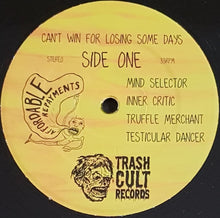 CAN'T WIN FOR LOSING SOME DAYS
SIDE ONE
STEREO
33RPM
AFFORDABLE
REPAYMENTS
MIND SELECTOR
INNER CRITIC
TRUFFLE MERCHANT
TESTICULAR DANCER
TRASH
CULT
RECORDS